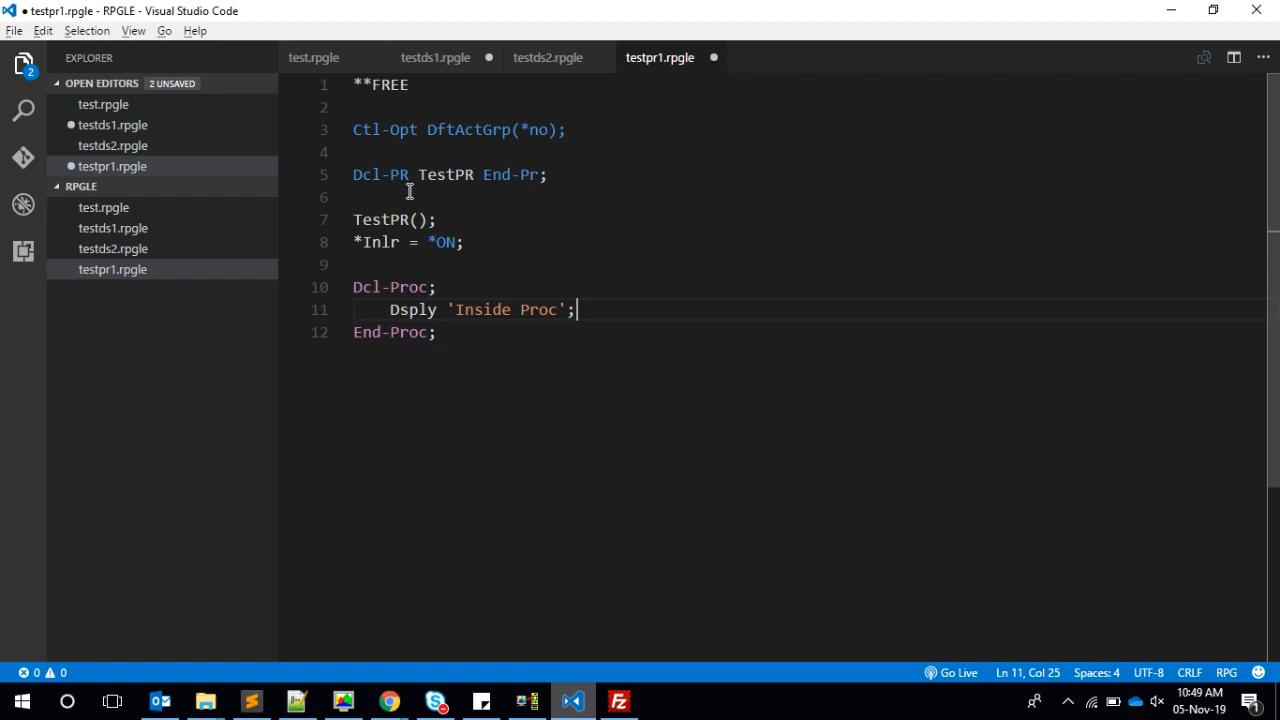 ● testpr1.rpgle - RPGLE - Visual Studio Code
File Edit Selection View Go Help
EXPLORER
test.rpgle testds1.rpgle testds2.rpgle testpr1.rpgle
2
OPEN EDITORS 2 UNSAVED
test.rpgle
testds1.rpgle
testds2.rpgle
testpr1.rpgle
RPGLE
test.rpgle
testds1.rpgle
testds2.rpgle
testpr1.rpgle
1 **FREE
2
3 Ctl-Opt DftActGrp(*no);
4
5 Dcl-PR TestPR End-Pr;
6
7 TestPR();
8 *Inlr = *ON;
9
10 Dcl-Proc;
11 Dsply 'Inside Proc';
12 End-Proc;
0 0 Go Live Ln 11, Col 25 Spaces: 4 UTF-8 CRLF RPG
10:49 AM
05-Nov-19
1